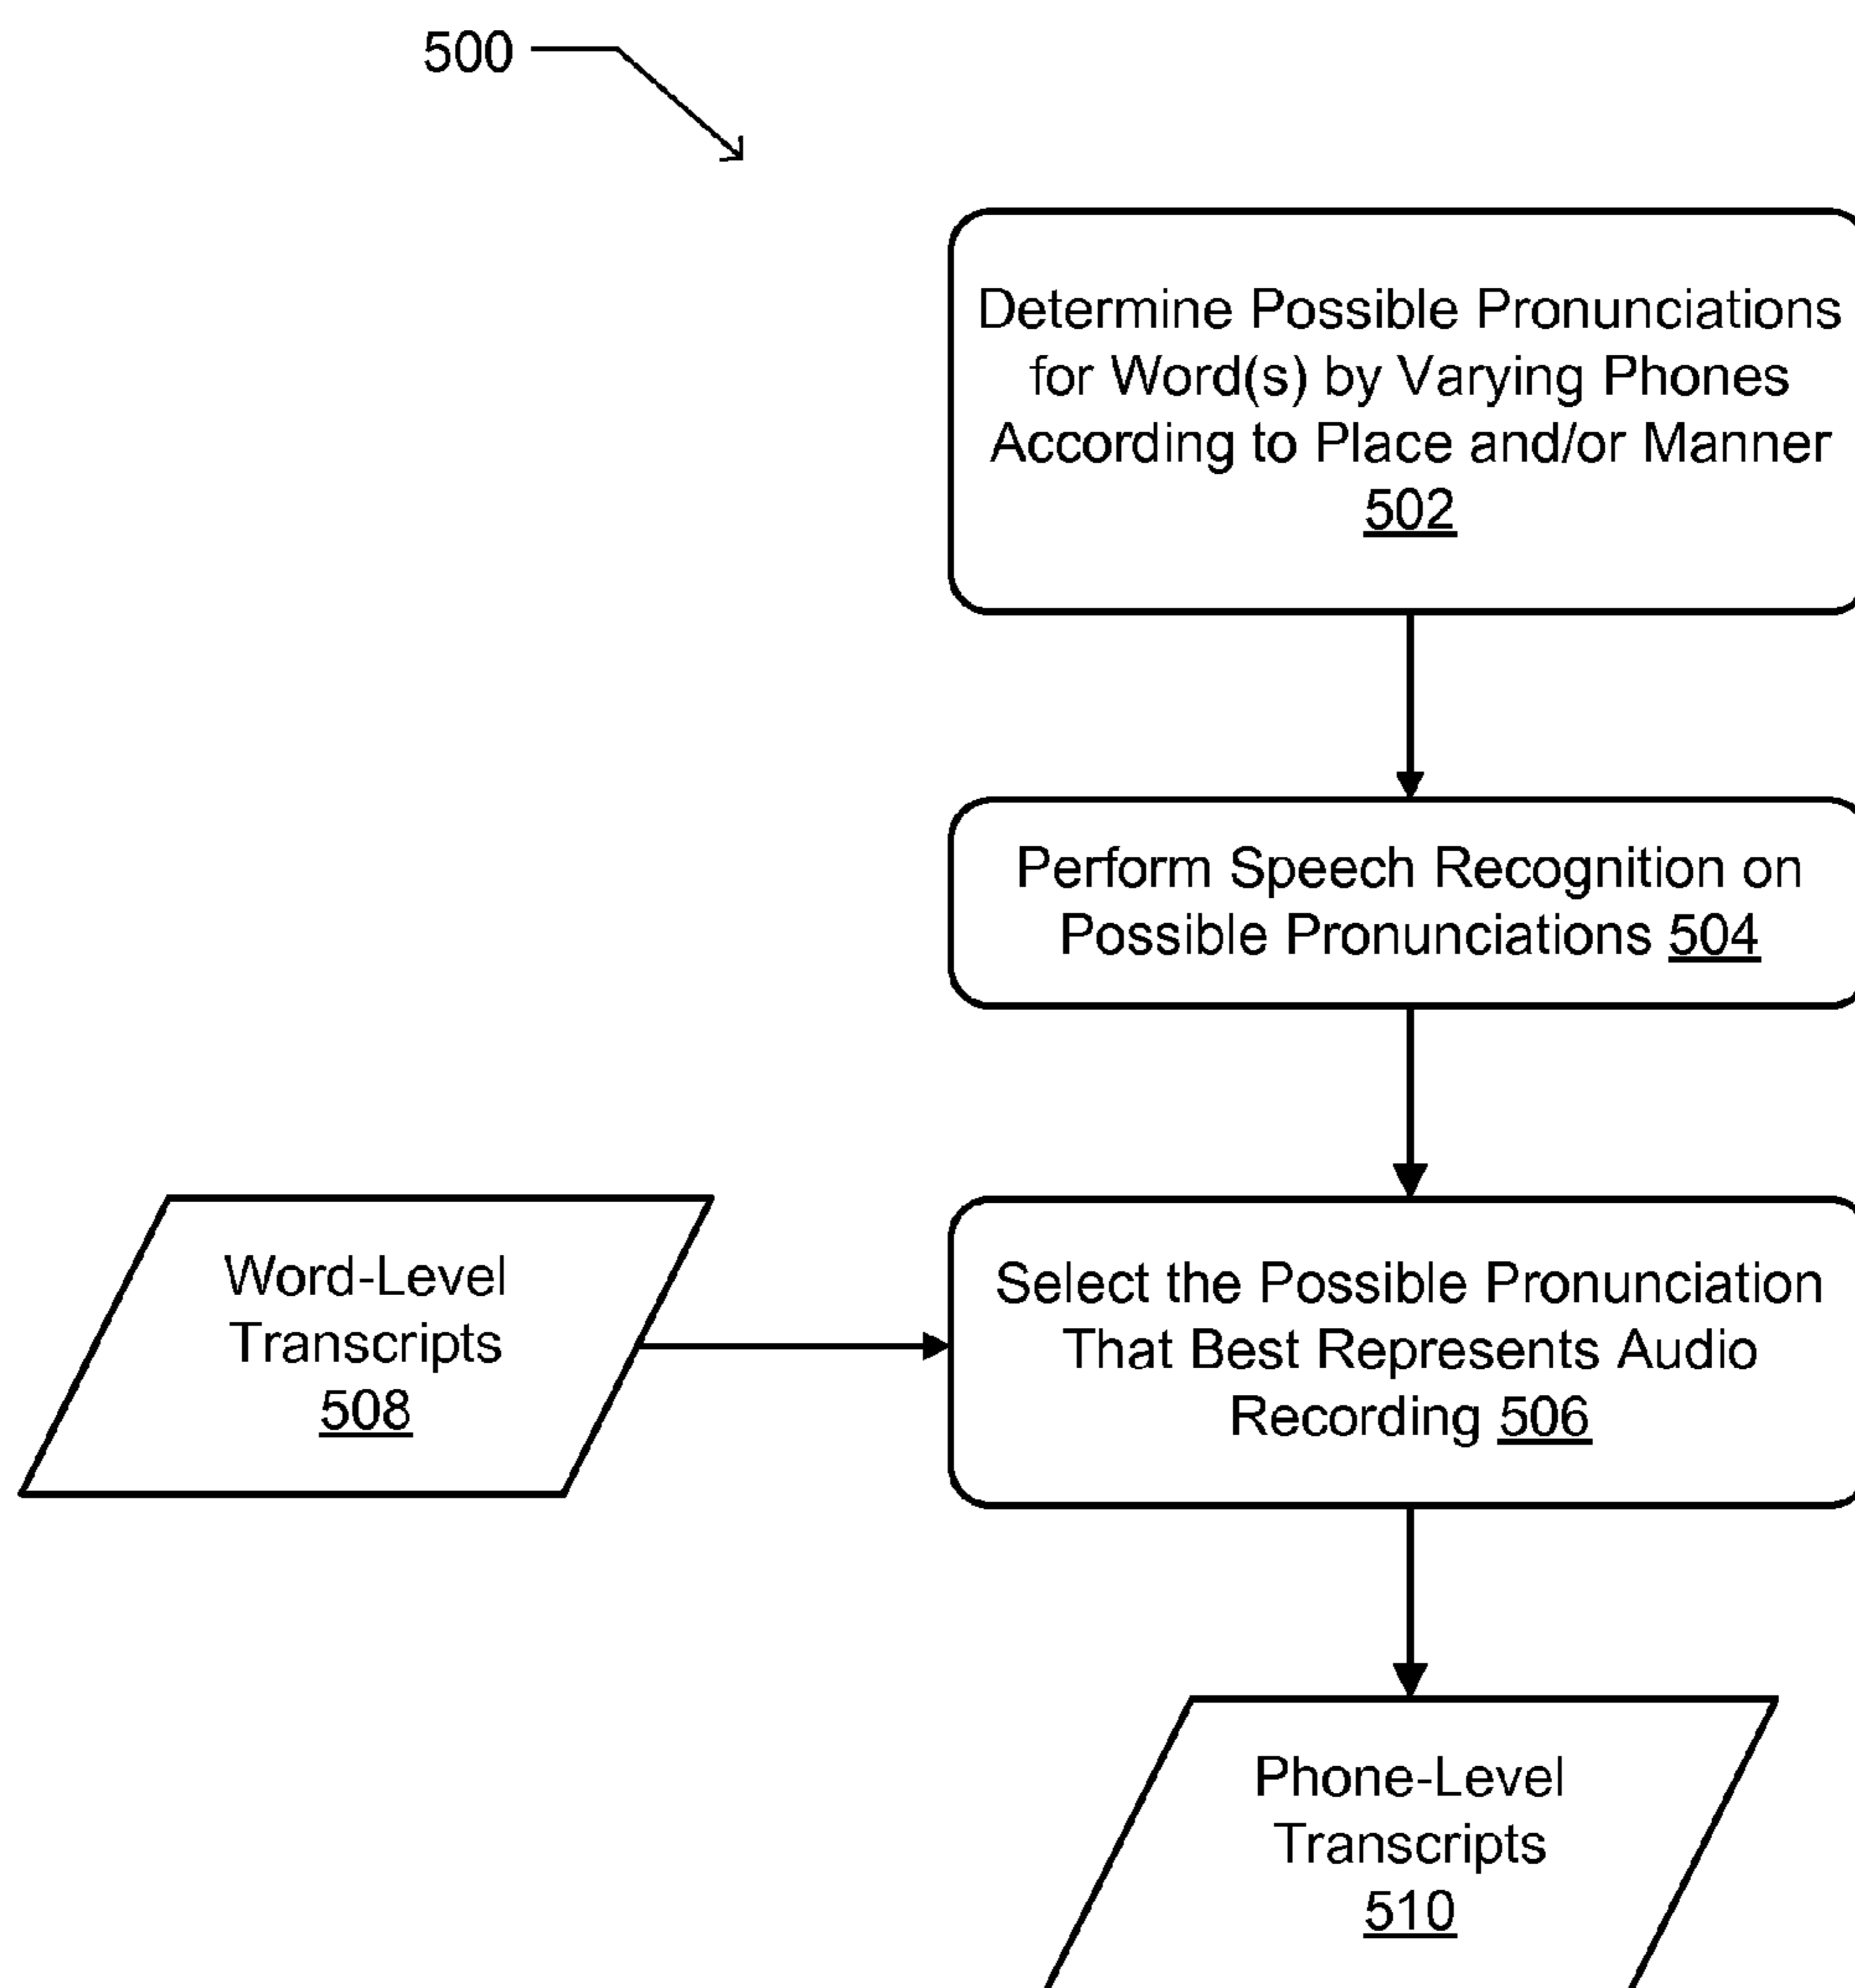 500
Determine Possible Pronunciations
for Word(s) by Varying Phones
According to Place and/or Manner
502
Perform Speech Recognition on
Possible Pronunciations 504
Word-Level
Transcripts
508
Select the Possible Pronunciation
That Best Represents Audio
Recording 506
Phone-Level
Transcripts
510